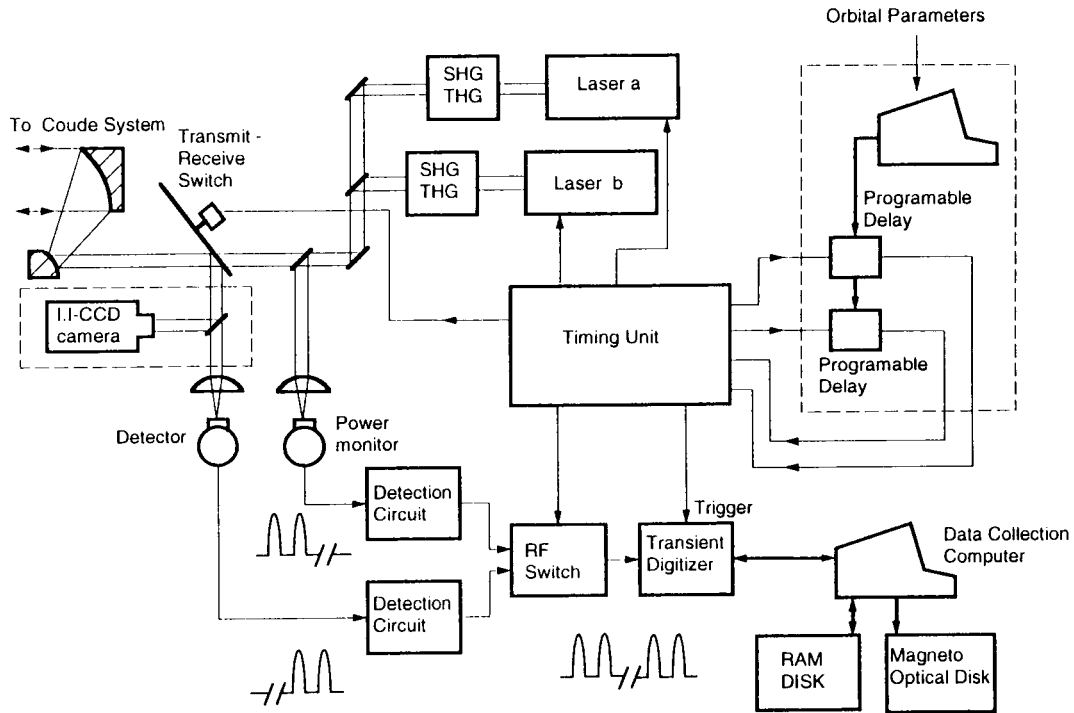 Orbital Parameters
SHG
THG
Laser a
To Coude System
Transmit -
Receive
Switch
SHG
THG
Laser b
Programable
Delay
I.I-CCD
camera
Timing Unit
Programable
Delay
Detector
Power
monitor
Detection
Circuit
Trigger
RF
Switch
Transient
Digitizer
Data Collection
Computer
Detection
Circuit
RAM
DISK
Magneto
Optical Disk